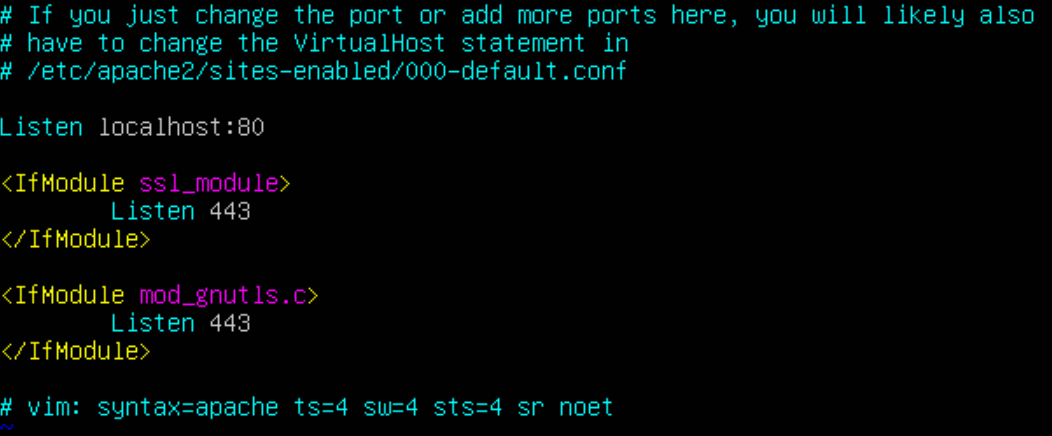 # If you just change the port or add more ports here, you will likely also
# have to change the VirtualHost statement in
# /etc/apache2/sites-enabled/000-default.conf
Listen localhost:80
<IfModule ssl_module>
Listen 443
</IfModule>
<IfModule mod_gnutls.c>
Listen 443
</IfModule>
# vim: syntax=apache ts=4 sw=4 sts=4 sr noet
~